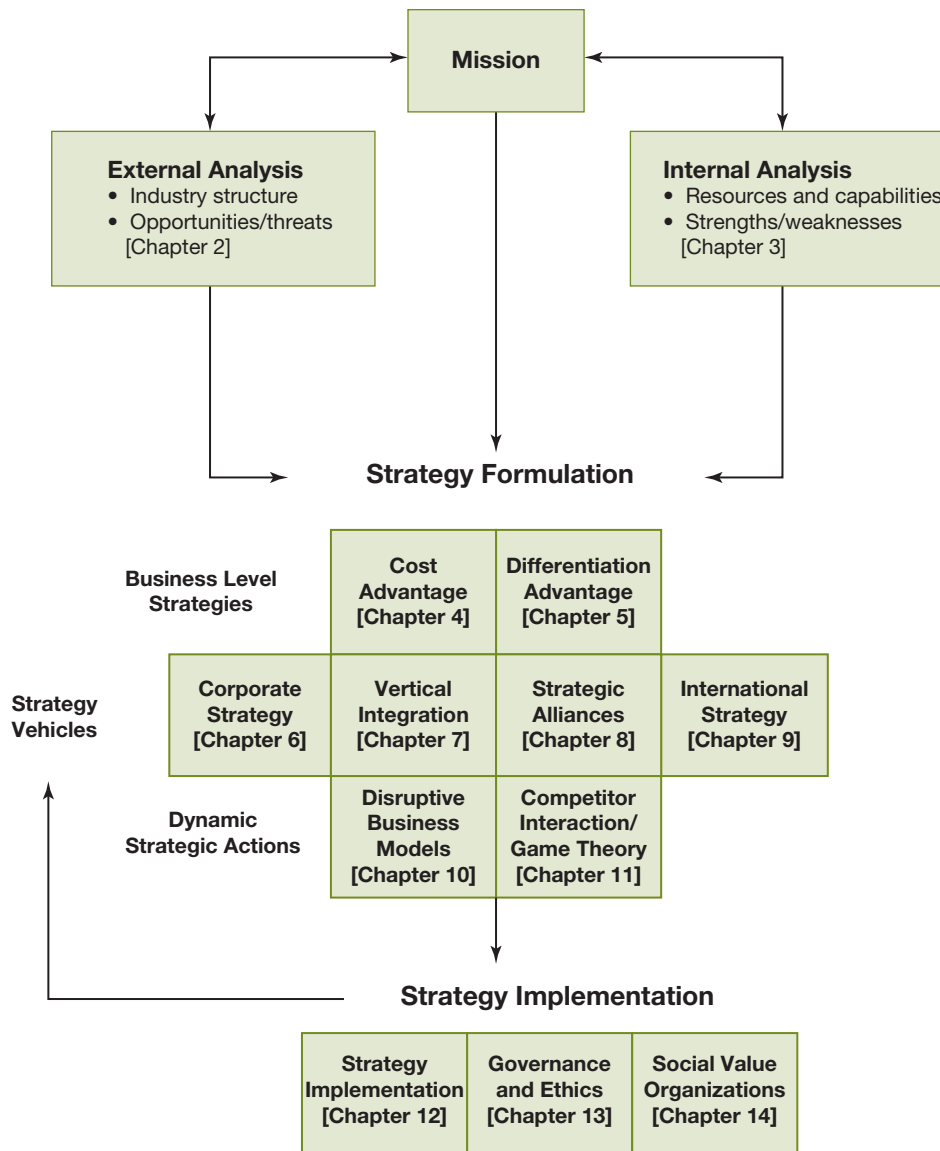 Mission
External Analysis
• Industry structure
• Opportunities/threats
[Chapter 2]
Internal Analysis
• Resources and capabilities
• Strengths/weaknesses
[Chapter 3]
Strategy Formulation
Business Level
Strategies
Cost
Advantage
[Chapter 4]
Differentiation
Advantage
[Chapter 5]
Strategy
Vehicles
Corporate
Strategy
[Chapter 6]
Vertical
Integration
[Chapter 7]
Strategic
Alliances
[Chapter 8]
International
Strategy
[Chapter 9]
Dynamic
Strategic Actions
Disruptive
Business
Models
[Chapter 10]
Competitor
Interaction/
Game Theory
[Chapter 11]
Strategy Implementation
Strategy
Implementation
[Chapter 12]
Governance
and Ethics
[Chapter 13]
Social Value
Organizations
[Chapter 14]